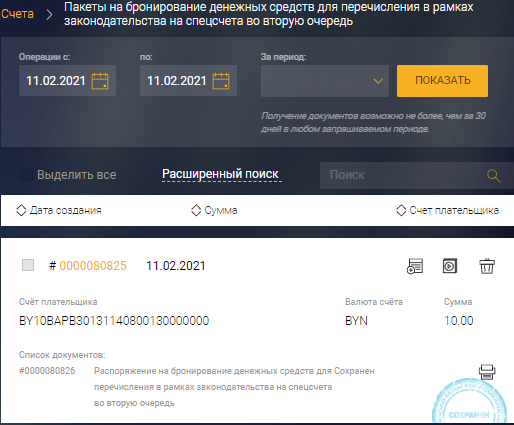 Счета
Пакеты на бронирование денежных средств для перечисления в рамках
законодательства на спецсчета во вторую очередь
Операции с:
по:
За период:
11.02.2021
11.02.2021
ПОКАЗАТЬ
Получение документов возможно не более, чем за 30
дней в любом запрашиваемом периоде.
Выделить все
Расширенный поиск
Поиск
Дата создания
Сумма
Счет плательщика
# 0000080825
11.02.2021
Счёт плательщика
Валюта счёта
Сумма
BY10BAPB30131140800130000000
BYN
10.00
Список документов:
#0000080826 Распоряжение на бронирование денежных средств для Сохранен
перечисления в рамках законодательства на спецсчета
во вторую очередь
СОХРАНЕН